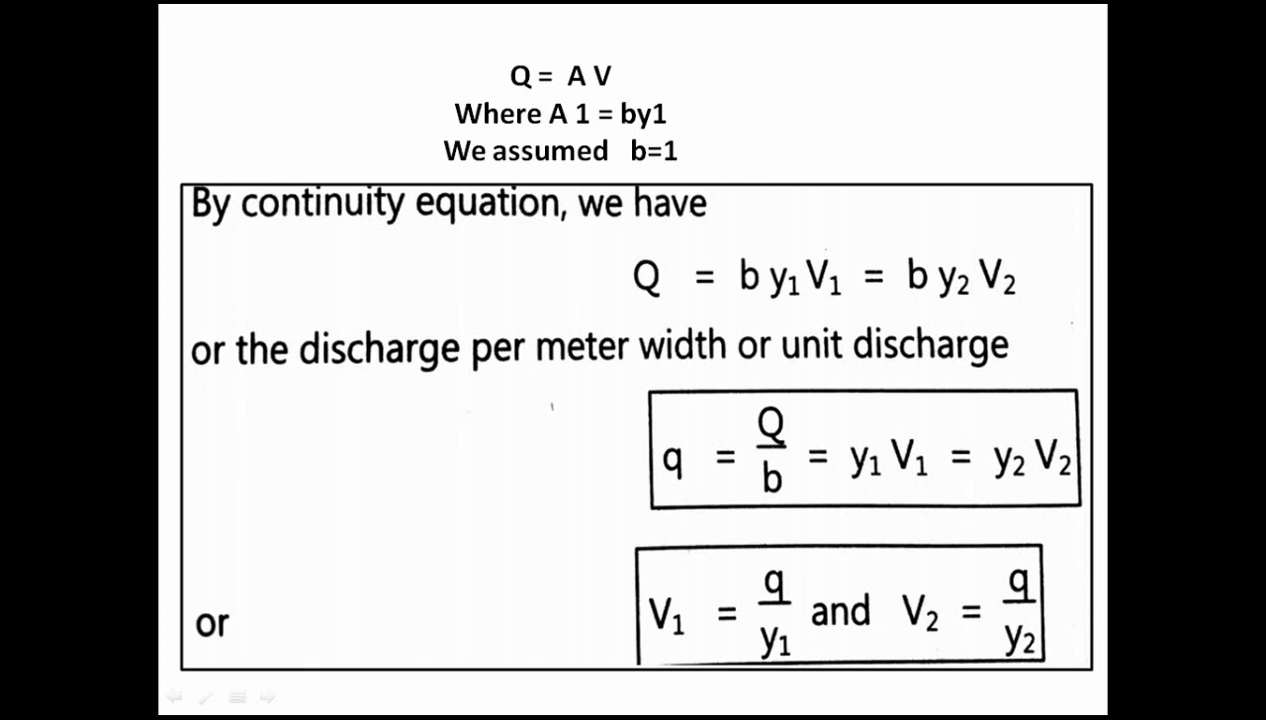 Q = A V
Where A 1 = by1
We assumed b=1
By continuity equation, we have
Q = b y₁ V₁ = b y₂ V₂
or the discharge per meter width or unit discharge
q = Q/b = y₁ V₁ = y₂ V₂
or V₁ = q/y₁ and V₂ = q/y₂